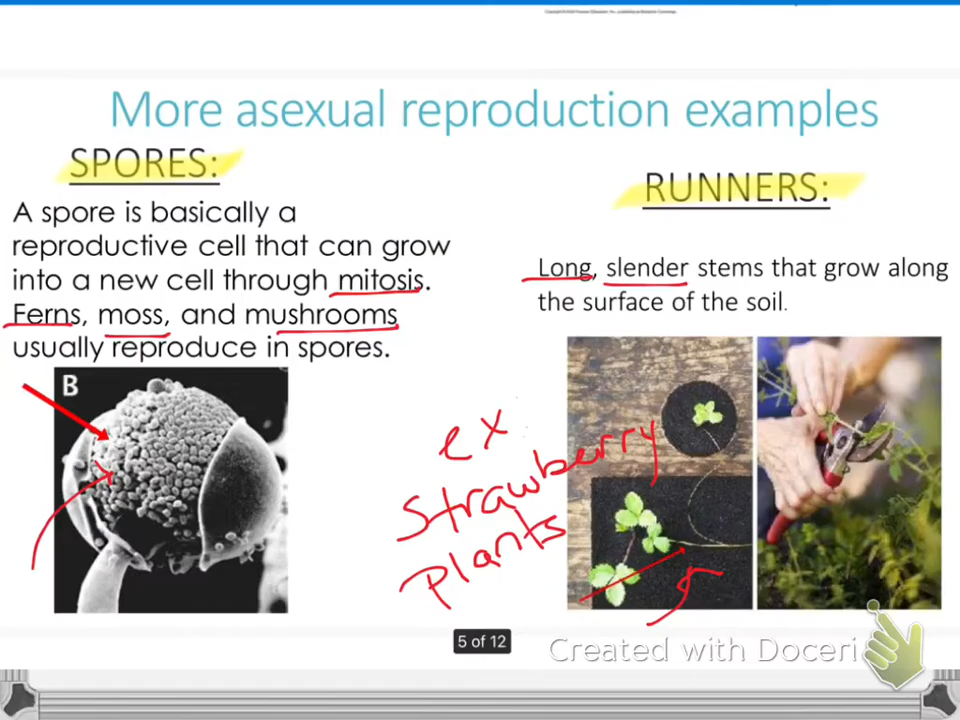 More asexual reproduction examples
SPORES:
A spore is basically a
reproductive cell that can grow
into a new cell through mitosis.
Ferns, moss, and mushrooms
usually reproduce in spores.
B
RUNNERS:
Long, slender stems that grow along
the surface of the soil.
ex
Strawberry
Plants
5 of 12
Created with Doceri